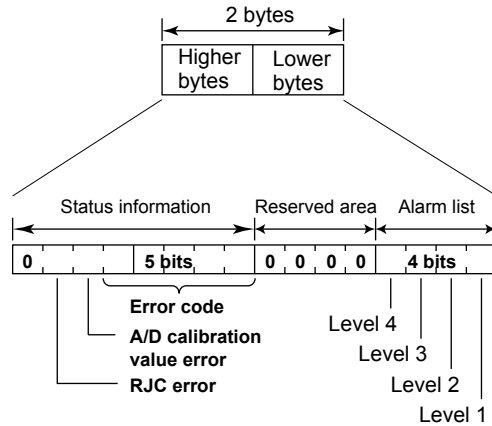 2 bytes
Higher bytes
Lower bytes
Status information
Reserved area
Alarm list
0
5 bits
0 0 0 0
4 bits
Error code
A/D calibration
value error
RJC error
Level 4
Level 3
Level 2
Level 1